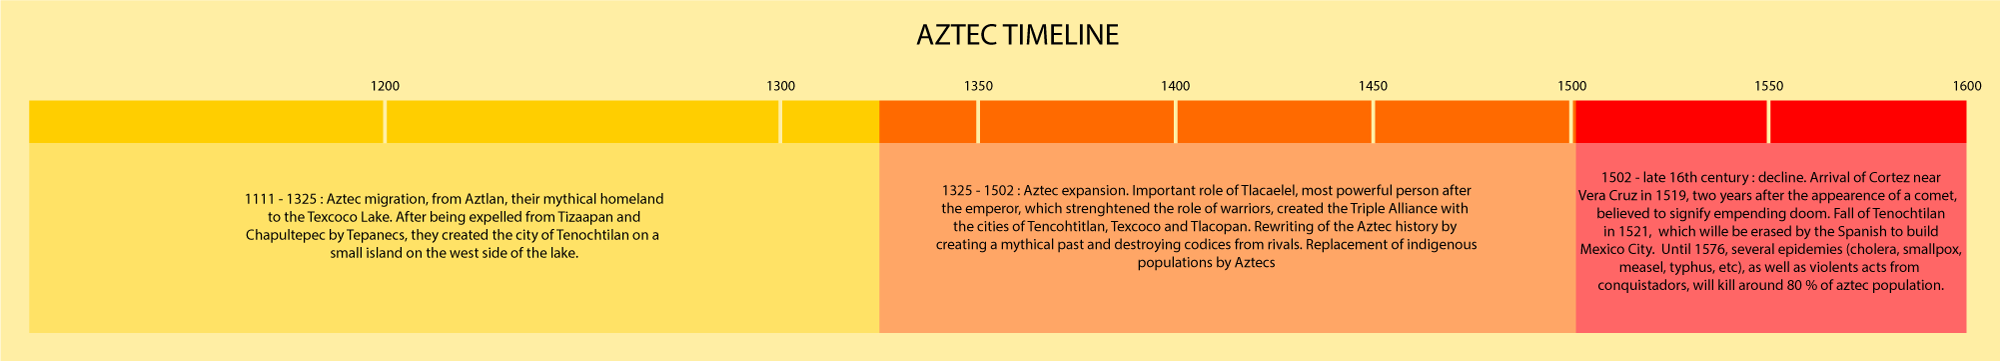 AZTEC TIMELINE
1200 1300 1350 1400 1450 1500 1550 1600
1111 - 1325 : Aztec migration, from Aztlan, their mythical homeland
to the Texcoco Lake. After being expelled from Tizaapan and
Chapultepec by Tepanecs, they created the city of Tenochtilan on a
small island on the west side of the lake.
1325 - 1502 : Aztec expansion. Important role of Tlacaelel, most powerful person after
the emperor, which strenghtened the role of warriors, created the Triple Alliance with
the cities of Tencohtitlan, Texcoco and Tlacopan. Rewriting of the Aztec history by
creating a mythical past and destroying codices from rivals. Replacement of indigenous
populations by Aztecs
1502 - late 16th century : decline. Arrival of Cortez near
Vera Cruz in 1519, two years after the appearence of a comet,
believed to signify empending doom. Fall of Tenochtilan
in 1521, which wille be erased by the Spanish to build
Mexico City. Until 1576, several epidemies (cholera, smallpox,
measel, typhus, etc), as well as violents acts from
conquistadors, will kill around 80 % of aztec population.